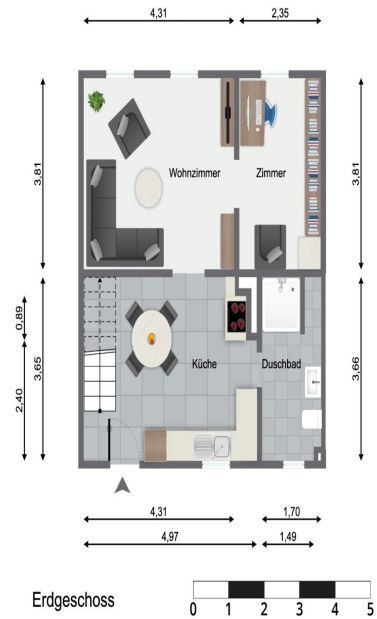 4,31 2,35
3,81 3,81
Wohnzimmer Zimmer
0,89
3,65 3,66
2,40
Küche Duschbad
4,31 1,70
4,97 1,49
Erdgeschoss
0 1 2 3 4 5